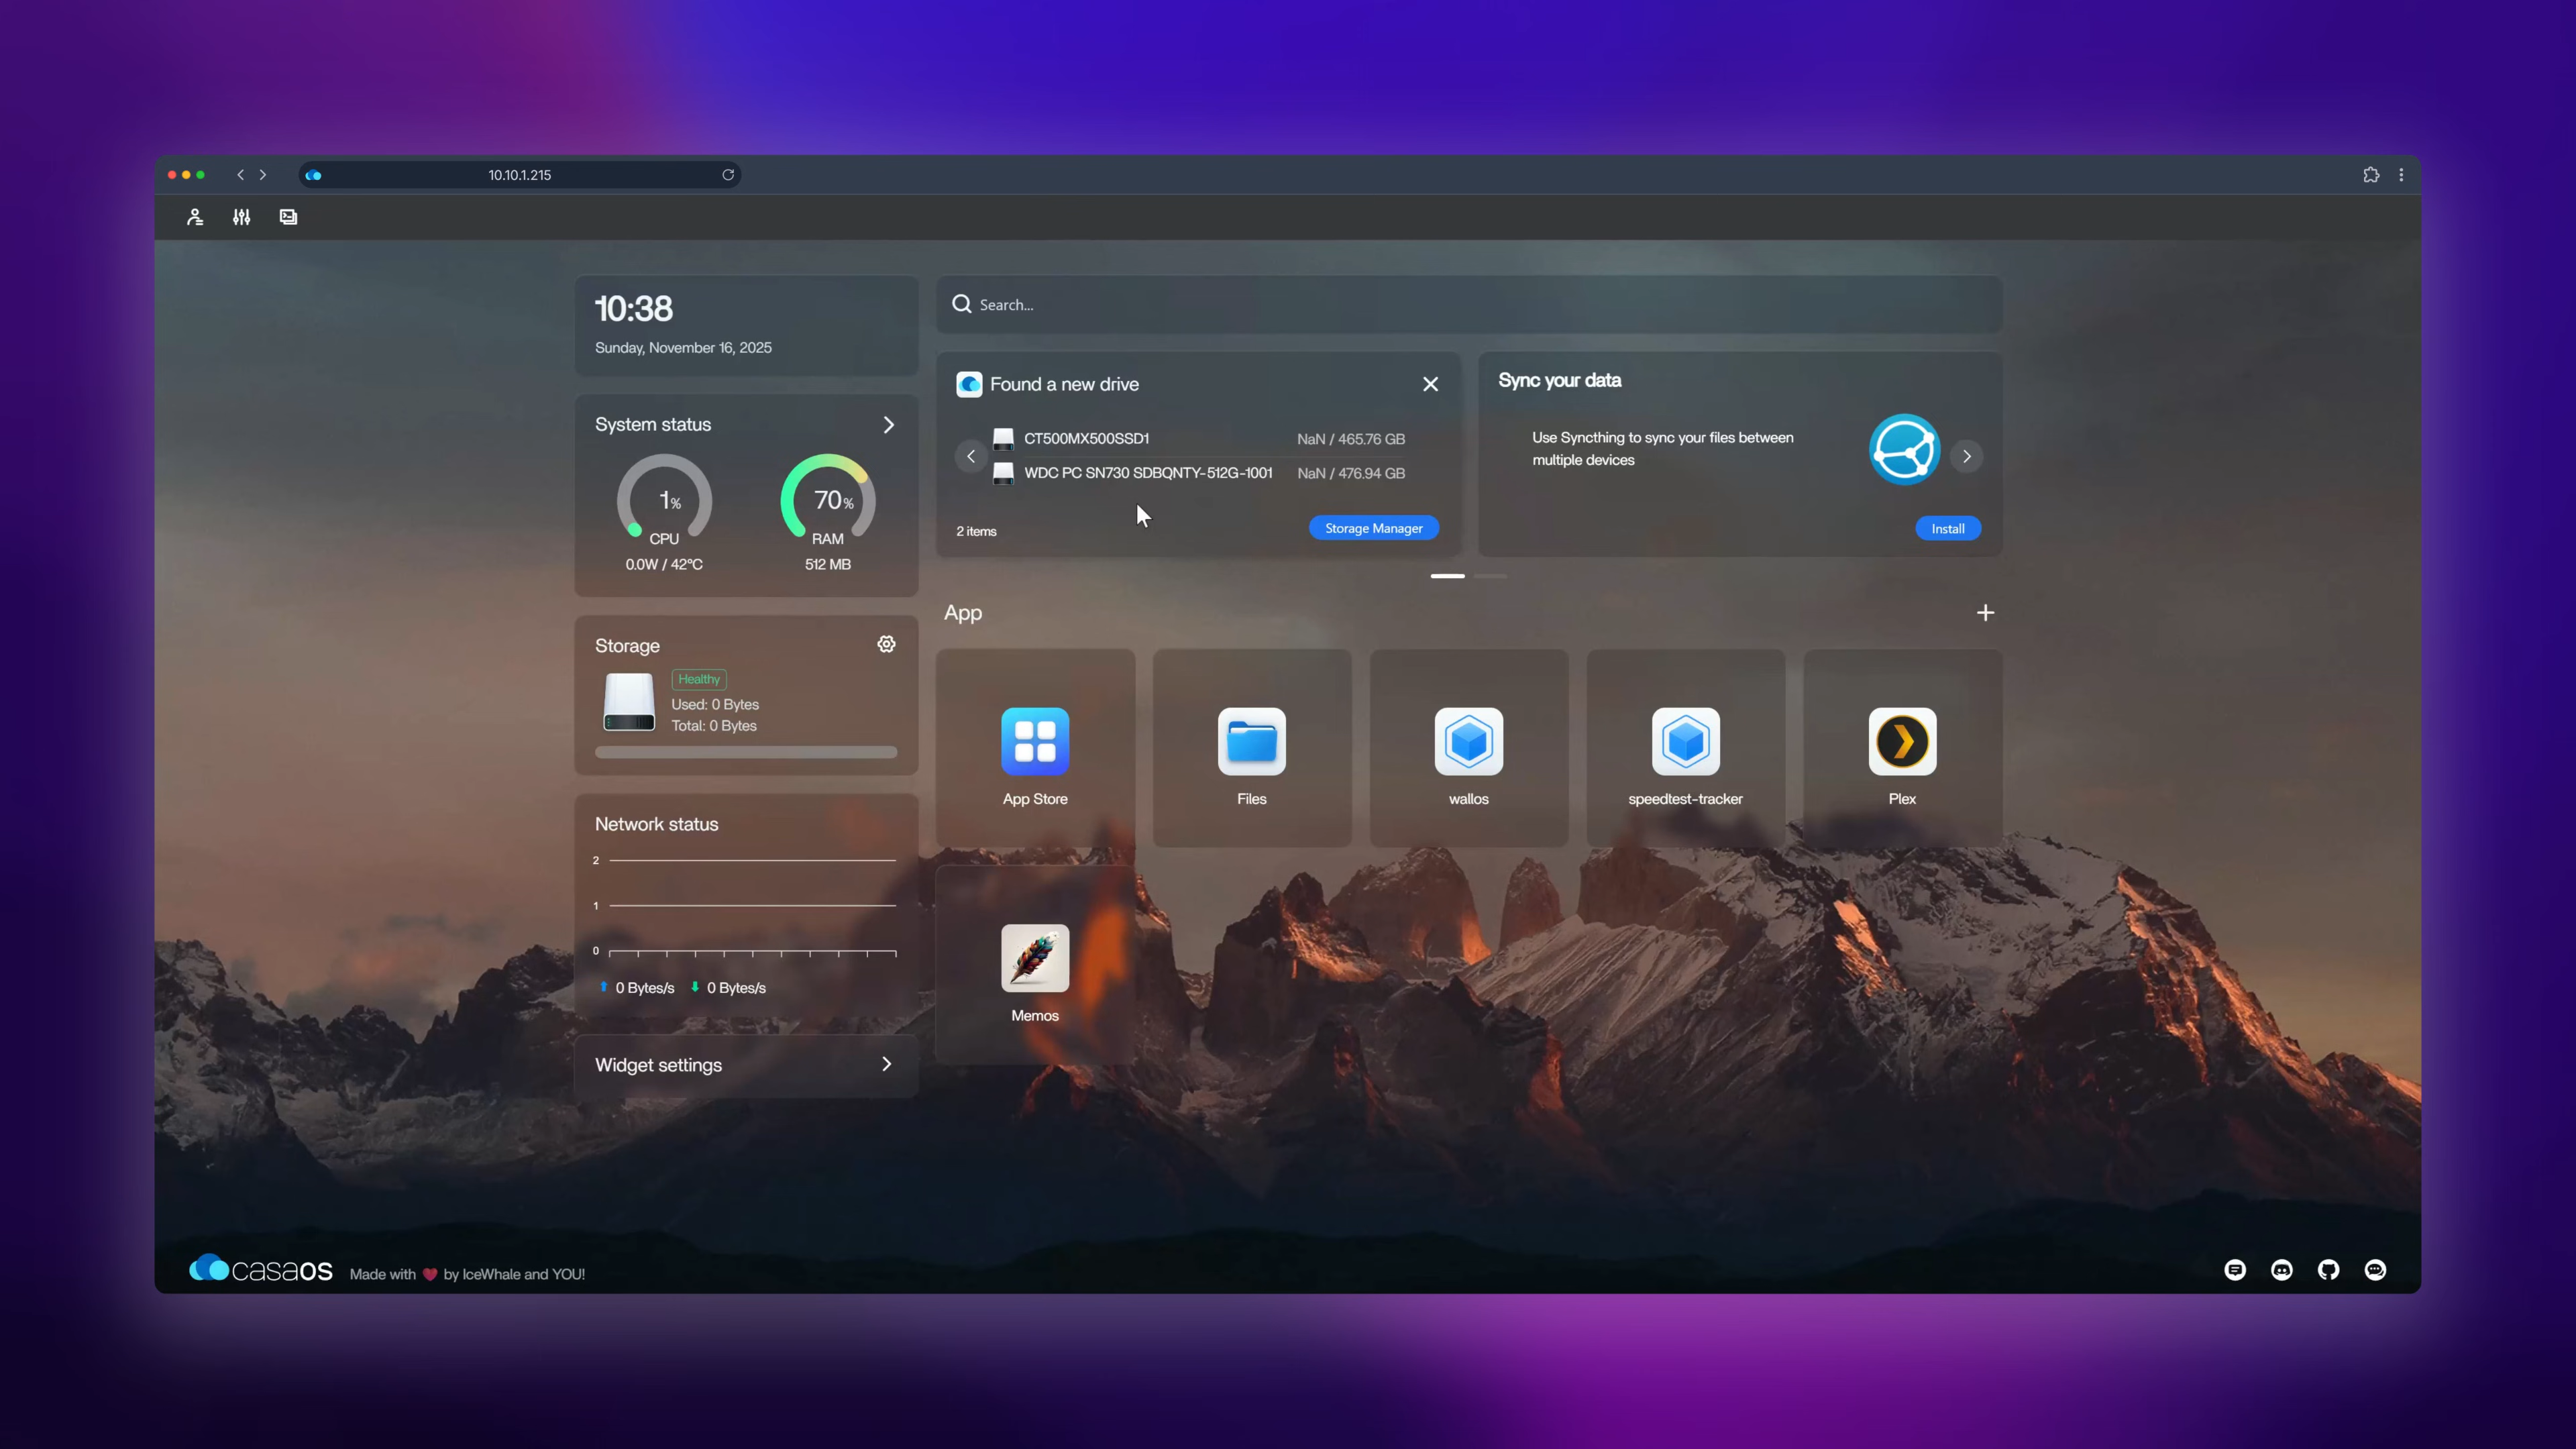 10.10.1.215
10:38
Sunday, November 16, 2025
System status
1%
CPU
0.0W / 42°C
70%
RAM
512 MB
Storage
Healthy
Used: 0 Bytes
Total: 0 Bytes
Network status
2
1
0
0 Bytes/s 0 Bytes/s
Widget settings
Search...
Found a new drive
CT500MX500SSD1 NaN / 465.76 GB
WDC PC SN730 SDBQNTY-512G-1001 NaN / 476.94 GB
2 items
Storage Manager
Sync your data
Use Syncthing to sync your files between
multiple devices
Install
App
App Store
Files
wallos
speedtest-tracker
Plex
Memos
casaos Made with ❤ by IceWhale and YOU!